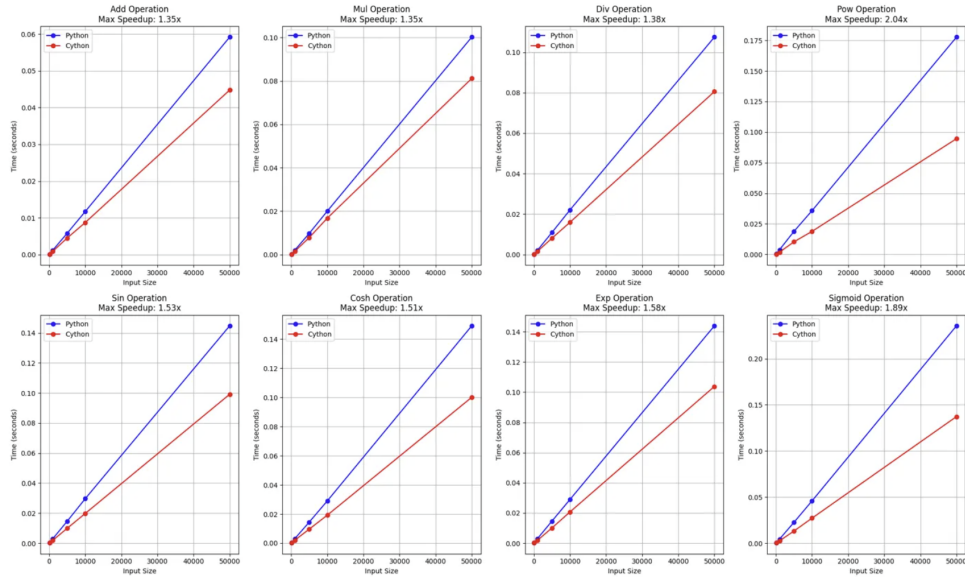 Add Operation
Max Speedup: 1.35x
Python
Cython
0.06
0.05
0.04
0.03
0.02
0.01
0.00
Time (seconds)
0 10000 20000 30000 40000 50000
Input Size
Mul Operation
Max Speedup: 1.35x
Python
Cython
0.10
0.08
0.06
0.04
0.02
0.00
Time (seconds)
0 10000 20000 30000 40000 50000
Input Size
Div Operation
Max Speedup: 1.38x
Python
Cython
0.10
0.08
0.06
0.04
0.02
0.00
Time (seconds)
0 10000 20000 30000 40000 50000
Input Size
Pow Operation
Max Speedup: 2.04x
Python
Cython
0.175
0.150
0.125
0.100
0.075
0.050
0.025
0.000
Time (seconds)
0 10000 20000 30000 40000 50000
Input Size
Sin Operation
Max Speedup: 1.53x
Python
Cython
0.14
0.12
0.10
0.08
0.06
0.04
0.02
0.00
Time (seconds)
0 10000 20000 30000 40000 50000
Input Size
Cosh Operation
Max Speedup: 1.51x
Python
Cython
0.14
0.12
0.10
0.08
0.06
0.04
0.02
0.00
Time (seconds)
0 10000 20000 30000 40000 50000
Input Size
Exp Operation
Max Speedup: 1.58x
Python
Cython
0.14
0.12
0.10
0.08
0.06
0.04
0.02
0.00
Time (seconds)
0 10000 20000 30000 40000 50000
Input Size
Sigmoid Operation
Max Speedup: 1.89x
Python
Cython
0.20
0.15
0.10
0.05
0.00
Time (seconds)
0 10000 20000 30000 40000 50000
Input Size